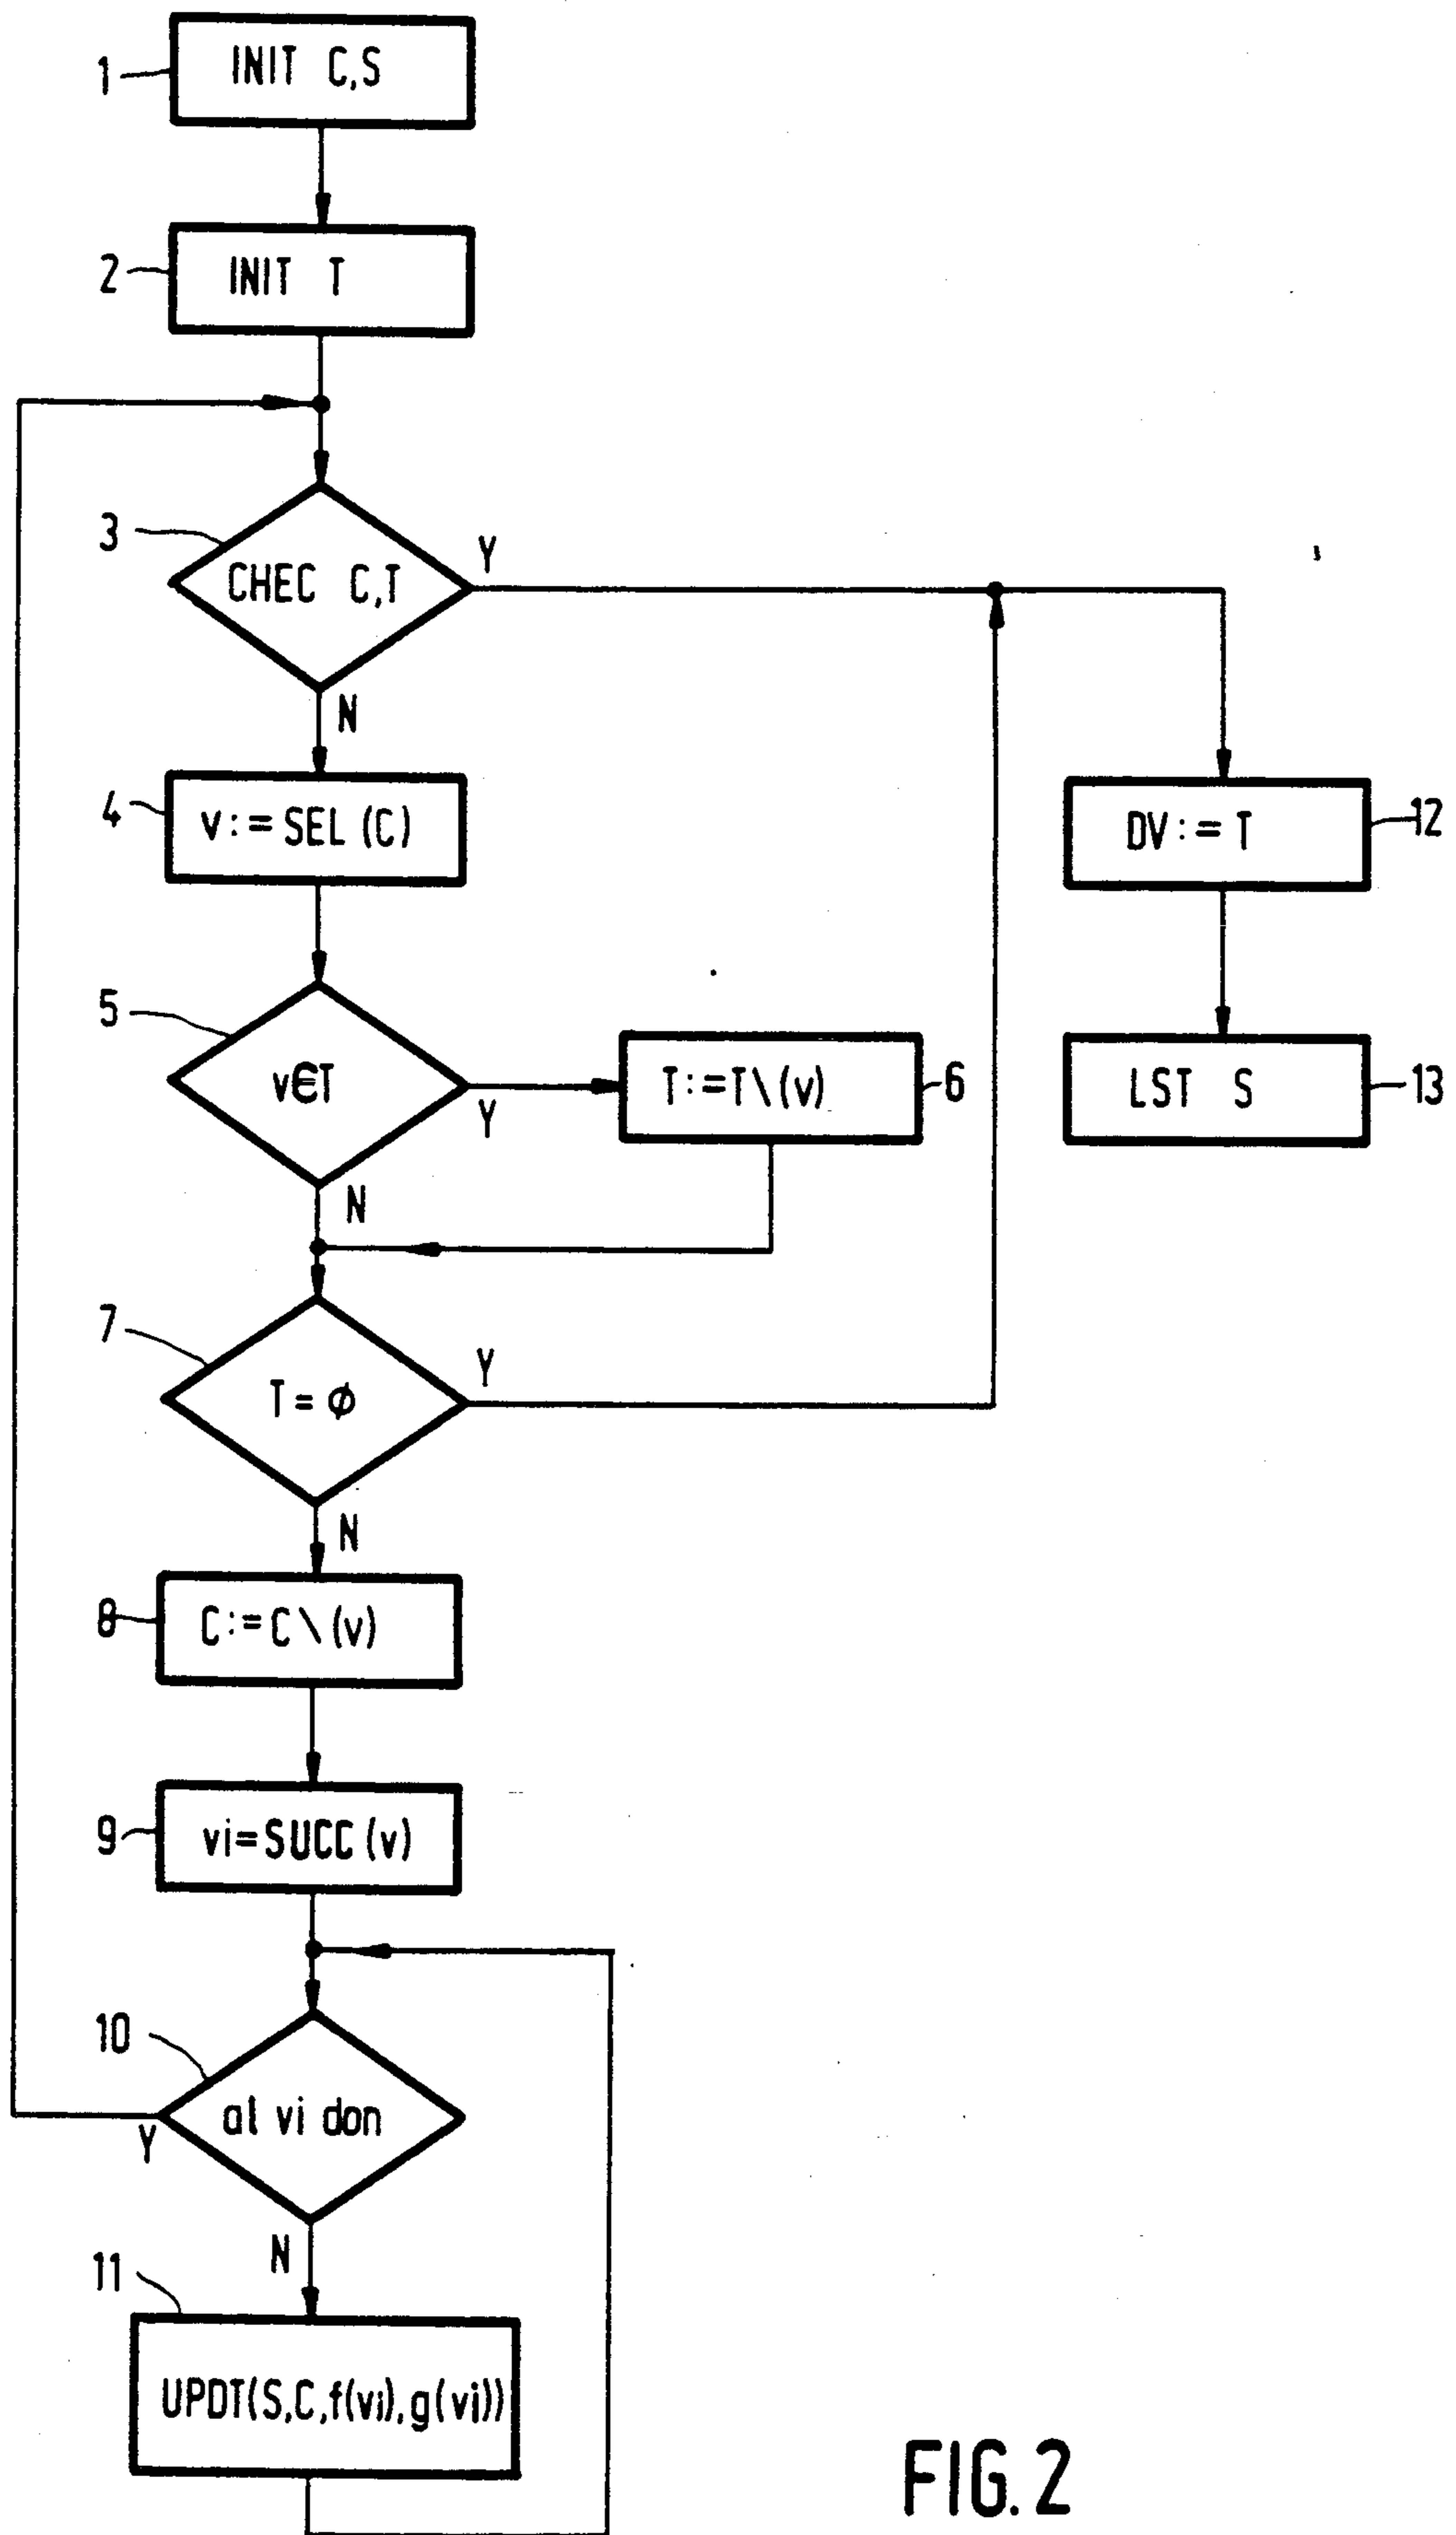 1 INIT C,S
2 INIT T
3 CHEC C,T Y
N
4 v:=SEL (C)
DV:=T 12
5 v∈T Y
T:=T\(v) 6
LST S 13
N
7 T=ϕ Y
N
8 C:=C\(v)
9 vi=SUCC(v)
10 al vi don
Y
N
11
UPDT(S,C,f(vi),g(vi))
FIG.2